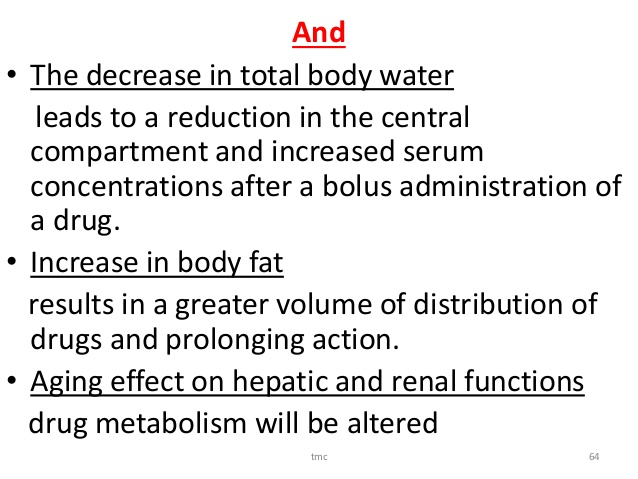 And
• The decrease in total body water
leads to a reduction in the central
compartment and increased serum
concentrations after a bolus administration of
a drug.
• Increase in body fat
results in a greater volume of distribution of
drugs and prolonging action.
• Aging effect on hepatic and renal functions
drug metabolism will be altered
tmc
64